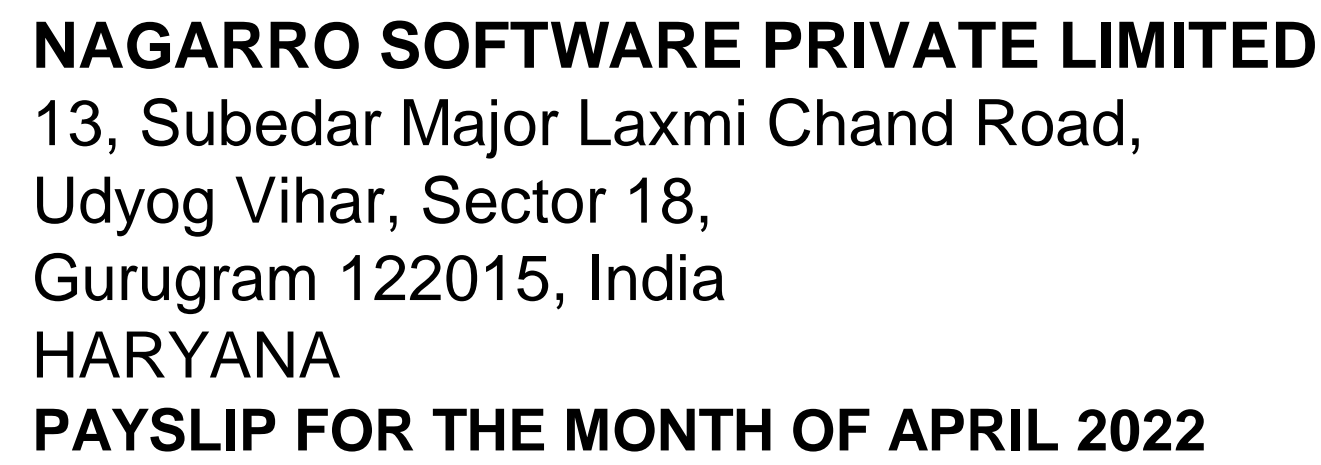 NAGARRO SOFTWARE PRIVATE LIMITED
13, Subedar Major Laxmi Chand Road,
Udyog Vihar, Sector 18,
Gurugram 122015, India
HARYANA
PAYSLIP FOR THE MONTH OF APRIL 2022